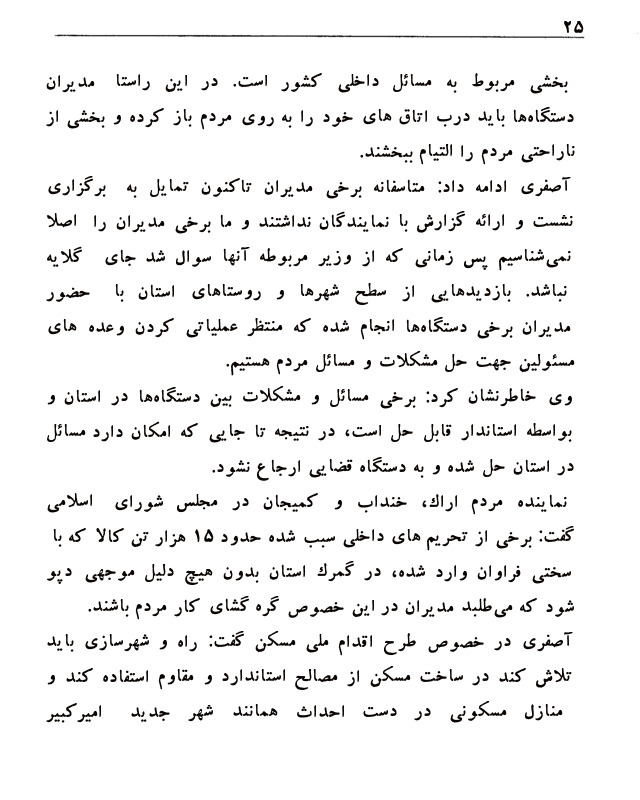 ۲۵
بخشی مربوط به مسائل داخلی کشور است. در این راستا مدیران
دستگاه‌ها باید درب اتاق های خود را به روی مردم باز کرده و بخشی از
ناراحتی مردم را التیام ببخشند.
آصفری ادامه داد: متاسفانه برخی مدیران تاکنون تمایل به برگزاری
نشست و ارائه گزارش با نمایندگان نداشتند و ما برخی مدیران را اصلا
نمی‌شناسیم پس زمانی که از وزیر مربوطه آنها سوال شد جای گلایه
نباشد. بازدیدهایی از سطح شهرها و روستاهای استان با حضور
مدیران برخی دستگاه‌ها انجام شده که منتظر عملیاتی کردن وعده های
مسئولین جهت حل مشکلات و مسائل مردم هستیم.
وی خاطرنشان کرد: برخی مسائل و مشکلات بین دستگاه‌ها در استان و
بواسطه استاندار قابل حل است، در نتیجه تا جایی که امکان دارد مسائل
در استان حل شده و به دستگاه قضایی ارجاع نشود.
نماینده مردم اراك، خنداب و کمیجان در مجلس شورای اسلامی
گفت: برخی از تحریم های داخلی سبب شده حدود ۱۵ هزار تن کالا که با
سختی فراوان وارد شده، در گمرك استان بدون هیچ دلیل موجهی دپو
شود که می‌طلبد مدیران در این خصوص گره گشای کار مردم باشند.
آصفری در خصوص طرح اقدام ملی مسکن گفت: راه و شهرسازی باید
تلاش کند در ساخت مسکن از مصالح استاندارد و مقاوم استفاده کند و
منازل مسکونی در دست احداث همانند شهر جدید امیرکبیر